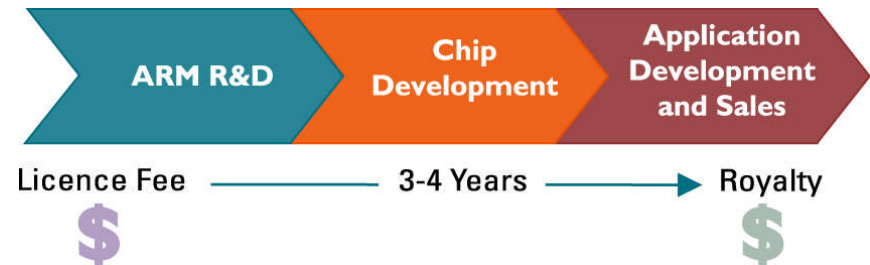 ARM R&D
Chip
Development
Application
Development
and Sales
Licence Fee 3-4 Years Royalty
$ $